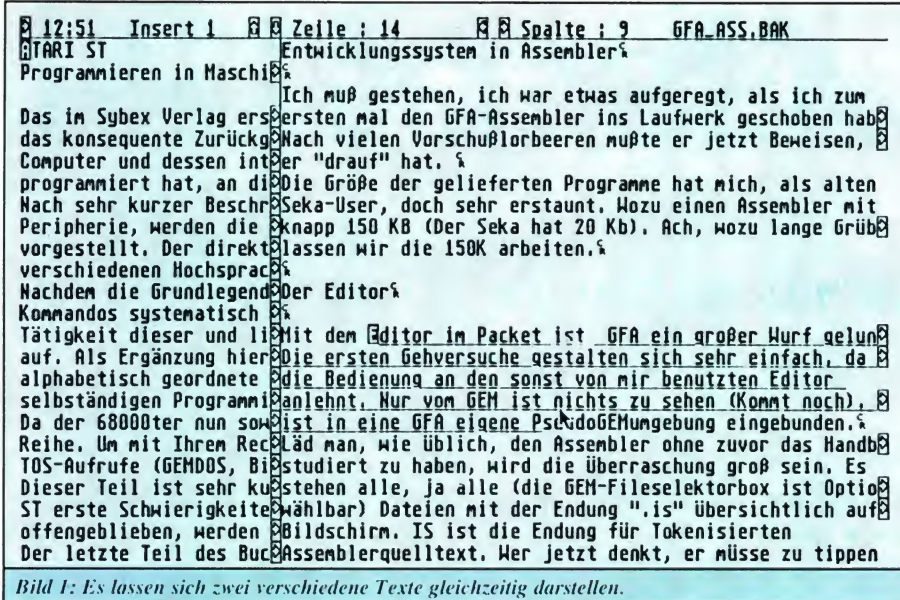 12:51 Insert 1 Zeile : 14 Spalte : 9 GFA_ASS.BAK
ATARI ST
Programmieren in Maschi
Das im Sybex Verlag ers
das konsequente Zurückg
Computer und dessen int
programmiert hat, an di
Nach sehr kurzer Beschr
Peripherie, werden die
vorgestellt. Der direkt
verschiedenen Hochsprac
Nachdem die Grundlegend
Kommandos systematisch
Tätigkeit dieser und li
auf. Als Ergänzung hier
alphabetisch geordnete
selbständigen Programmi
Da der 68000ter nun sow
Reihe. Um mit Ihrem Rec
TOS-Aufrufe (GEMDOS, Bi
Dieser Teil ist sehr ku
ST erste Schwierigkeite
offengeblieben, werden
Der letzte Teil des Buc
Entwicklungssystem in Assembler
Ich muß gestehen, ich war etwas aufgeregt, als ich zum
ersten mal den GFA-Assembler ins Laufwerk geschoben hab
Nach vielen Vorschußlorbeeren mußte er jetzt Beweisen,
er "drauf" hat.
Die Größe der gelieferten Programme hat mich, als alten
Seka-User, doch sehr erstaunt. Wozu einen Assembler mit
knapp 150 KB (Der Seka hat 20 Kb). Ach, wozu lange Grüb
lassen wir die 150K arbeiten.
Der Editor
Mit dem Editor im Packet ist GFA ein großer Wurf gelun
Die ersten Gehversuche gestalten sich sehr einfach, da
die Bedienung an den sonst von mir benutzten Editor
anlehnt. Nur vom GEM ist nichts zu sehen (Kommt noch),
ist in eine GFA eigene PseudoGEMumgebung eingebunden.
Läd man, wie üblich, den Assembler ohne zuvor das Handb
studiert zu haben, wird die überraschung groß sein. Es
stehen alle, ja alle (die GEM-Fileselektorbox ist Optio
wählbar) Dateien mit der Endung ".is" übersichtlich auf
Bildschirm. IS ist die Endung für Tokenisierten
Assemblerquelltext. Wer jetzt denkt, er müsse zu tippen
Bild 1: Es lassen sich zwei verschiedene Texte gleichzeitig darstellen.